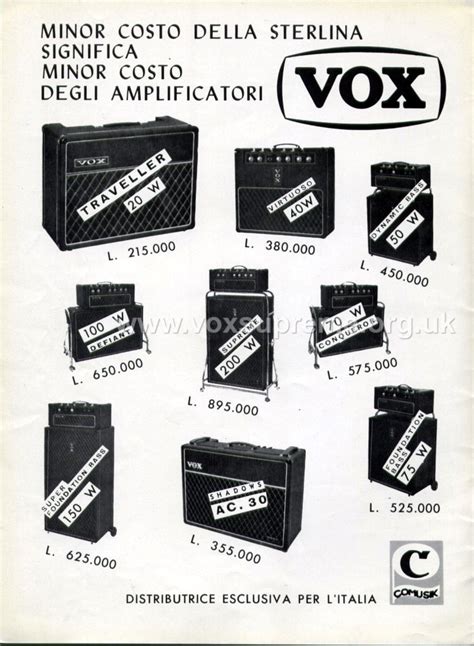 MINOR COSTO DELLA STERLINA
SIGNIFICA
MINOR COSTO
DEGLI AMPLIFICATORI
VOX
VOX
TRAVELLER
20 W
L. 215.000
VOX
VIRTUOSO
40W
L. 380.000
DYNAMIC BASS
50 W
L. 450.000
www.voxsupreme.org.uk
100 W
DEFIANT
L. 650.000
SUPREME
200 W
L. 895.000
70 W
CONQUEROR
L. 575.000
SUPER
FOUNDATION BASS
150 W
L. 625.000
VOX
SHADOWS
AC. 30
L. 355.000
FOUNDATION
BASS
75 W
L. 525.000
C
COMUSIK
DISTRIBUTRICE ESCLUSIVA PER L'ITALIA